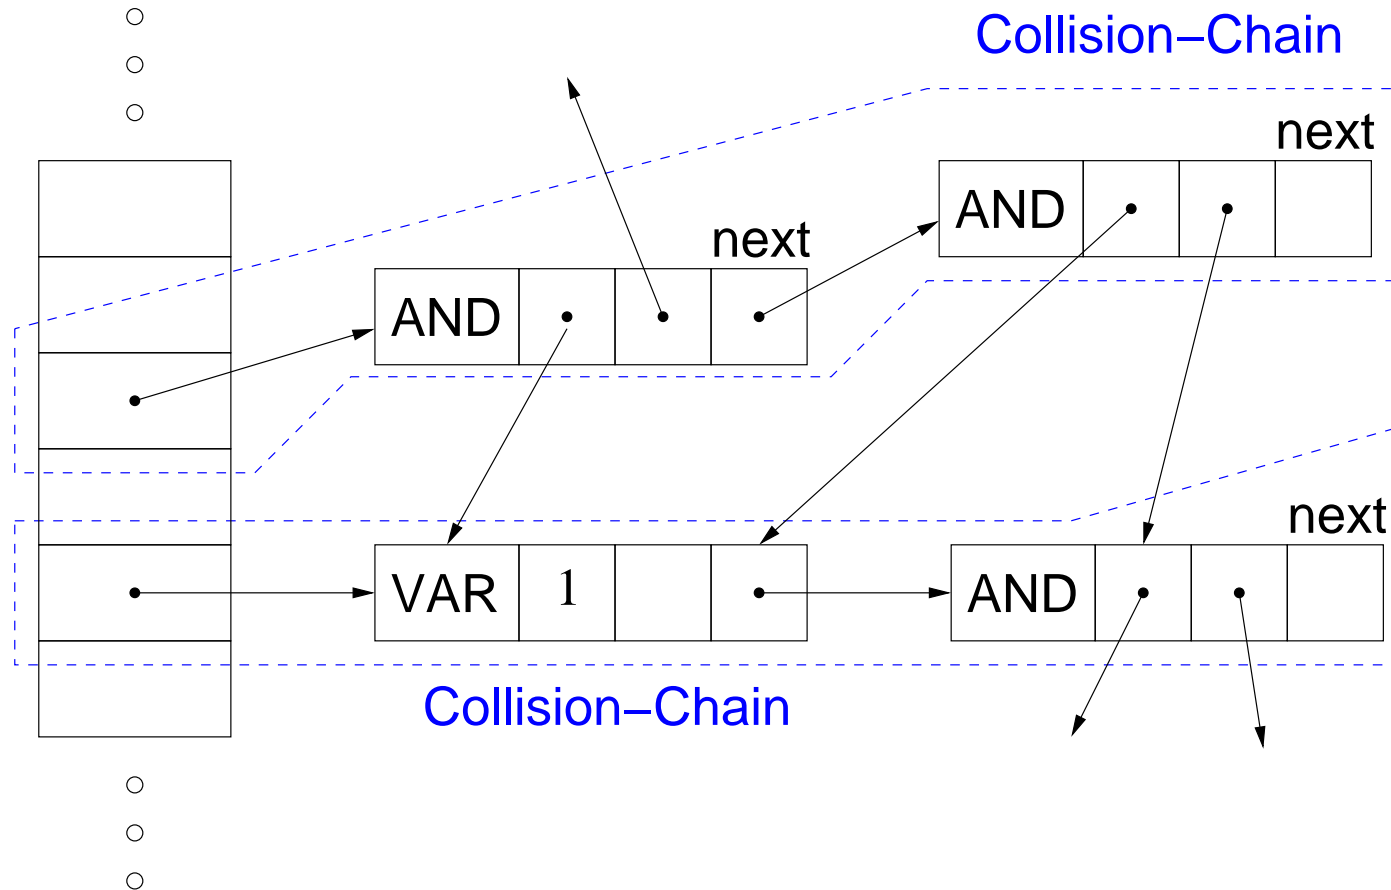 Collision–Chain
next
AND
next
AND
next
VAR 1 AND
Collision–Chain